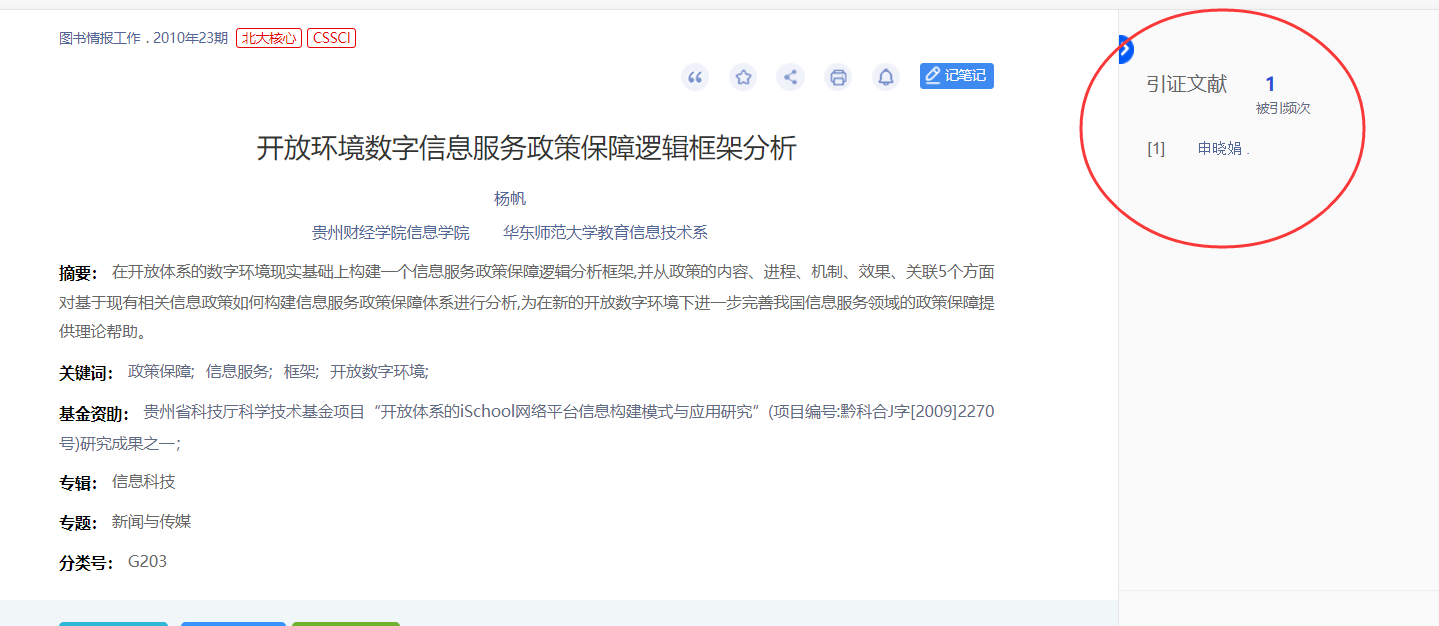 图书情报工作 . 2010年23期 北大核心 CSSCI
记笔记
开放环境数字信息服务政策保障逻辑框架分析
杨帆
贵州财经学院信息学院 华东师范大学教育信息技术系
摘要： 在开放体系的数字环境现实基础上构建一个信息服务政策保障逻辑分析框架,并从政策的内容、进程、机制、效果、关联5个方面
对基于现有相关信息政策如何构建信息服务政策保障体系进行分析,为在新的开放数字环境下进一步完善我国信息服务领域的政策保障提
供理论帮助。
关键词： 政策保障; 信息服务; 框架; 开放数字环境;
基金资助： 贵州省科技厅科学技术基金项目“开放体系的iSchool网络平台信息构建模式与应用研究”(项目编号:黔科合J字[2009]2270
号)研究成果之一;
专辑： 信息科技
专题： 新闻与传媒
分类号： G203
引证文献 1
被引频次
[1] 申晓娟 .